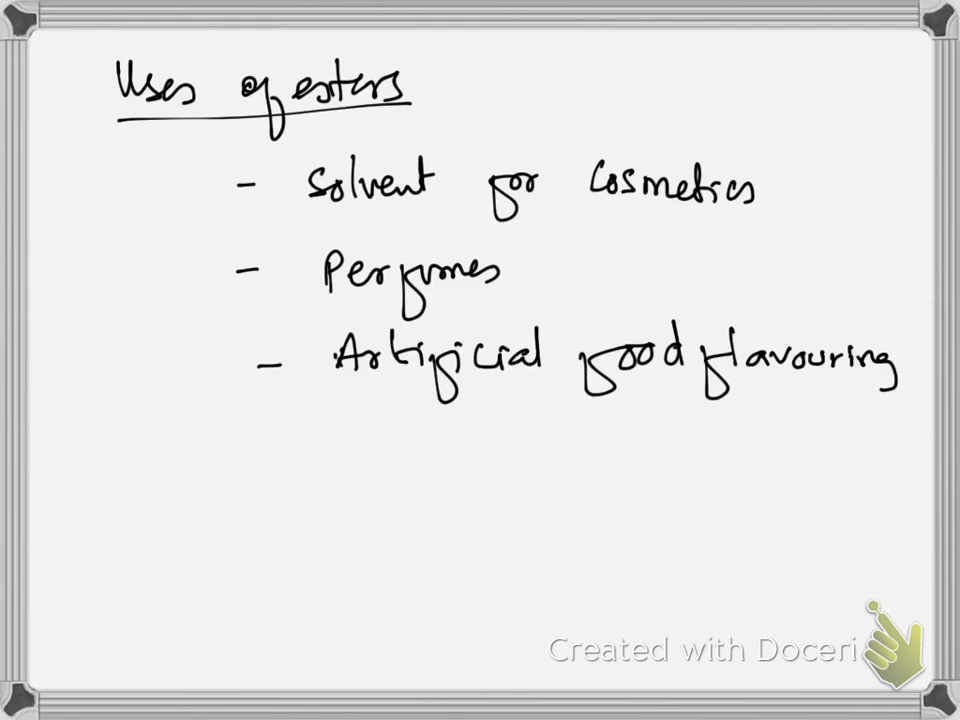 Uses of esters
- Solvent for cosmetics
- Perfumes
- Artificial food flavouring
Created with Doceri